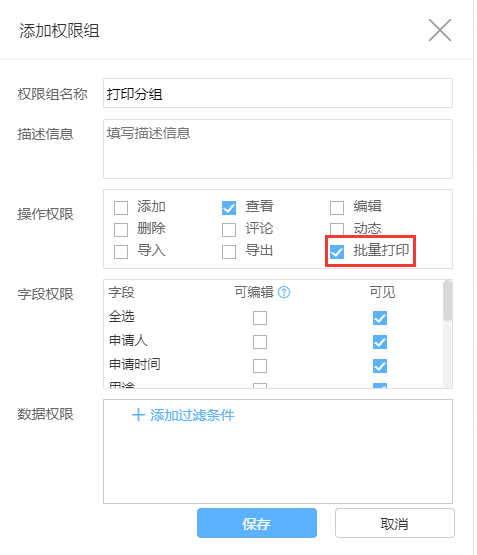 添加权限组
权限组名称 打印分组
描述信息 填写描述信息
操作权限
添加 查看 编辑
删除 评论 动态
导入 导出 批量打印
字段权限
字段 可编辑 ? 可见
全选
申请人
申请时间
用途
数据权限
+ 添加过滤条件
保存 取消